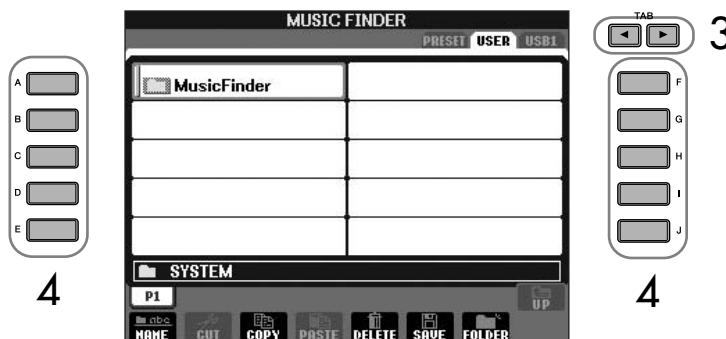 MUSIC FINDER
TAB
PRESET USER USB1
3
MusicFinder
A
B
C
D
E
F
G
H
I
J
4
4
SYSTEM
P1
UP
abc
NAME CUT COPY PASTE DELETE SAVE FOLDER